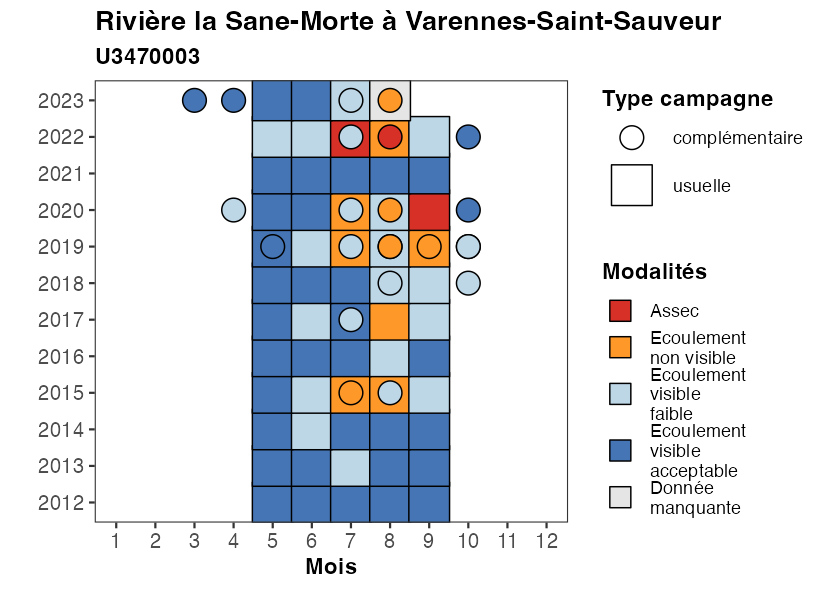 Rivière la Sane-Morte à Varennes-Saint-Sauveur
U3470003
2023
2022
2021
2020
2019
2018
2017
2016
2015
2014
2013
2012
1 2 3 4 5 6 7 8 9 10 11 12
Mois
Type campagne
complémentaire
usuelle
Modalités
Assec
Ecoulement
non visible
Ecoulement
visible
faible
Ecoulement
visible
acceptable
Donnée
manquante